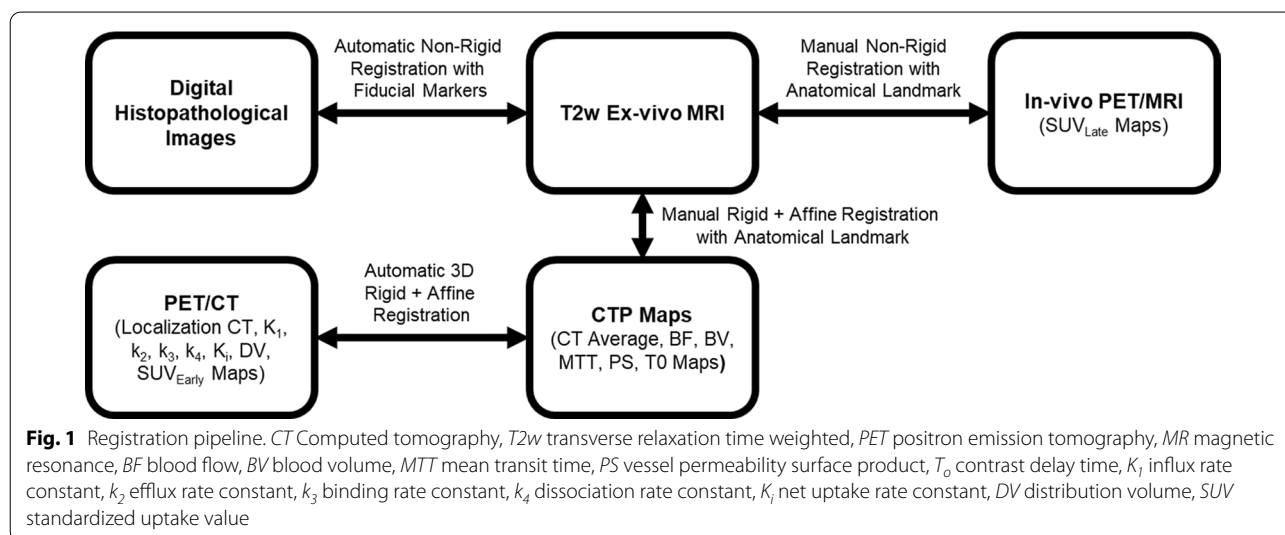 Automatic Non-Rigid
Registration with
Fiducial Markers
Manual Non-Rigid
Registration with
Anatomical Landmark
Digital
Histopathological
Images
T2w Ex-vivo MRI
In-vivo PET/MRI
(SUVLate Maps)
Manual Rigid + Affine Registration
with Anatomical Landmark
Automatic 3D
Rigid + Affine
Registration
PET/CT
(Localization CT, K1,
k2, k3, k4, Ki, DV,
SUVEarly Maps)
CTP Maps
(CT Average, BF, BV,
MTT, PS, T0 Maps)
Fig. 1 Registration pipeline. CT Computed tomography, T2w transverse relaxation time weighted, PET positron emission tomography, MR magnetic
resonance, BF blood flow, BV blood volume, MTT mean transit time, PS vessel permeability surface product, To contrast delay time, K1 influx rate
constant, k2 efflux rate constant, k3 binding rate constant, k4 dissociation rate constant, Ki net uptake rate constant, DV distribution volume, SUV
standardized uptake value